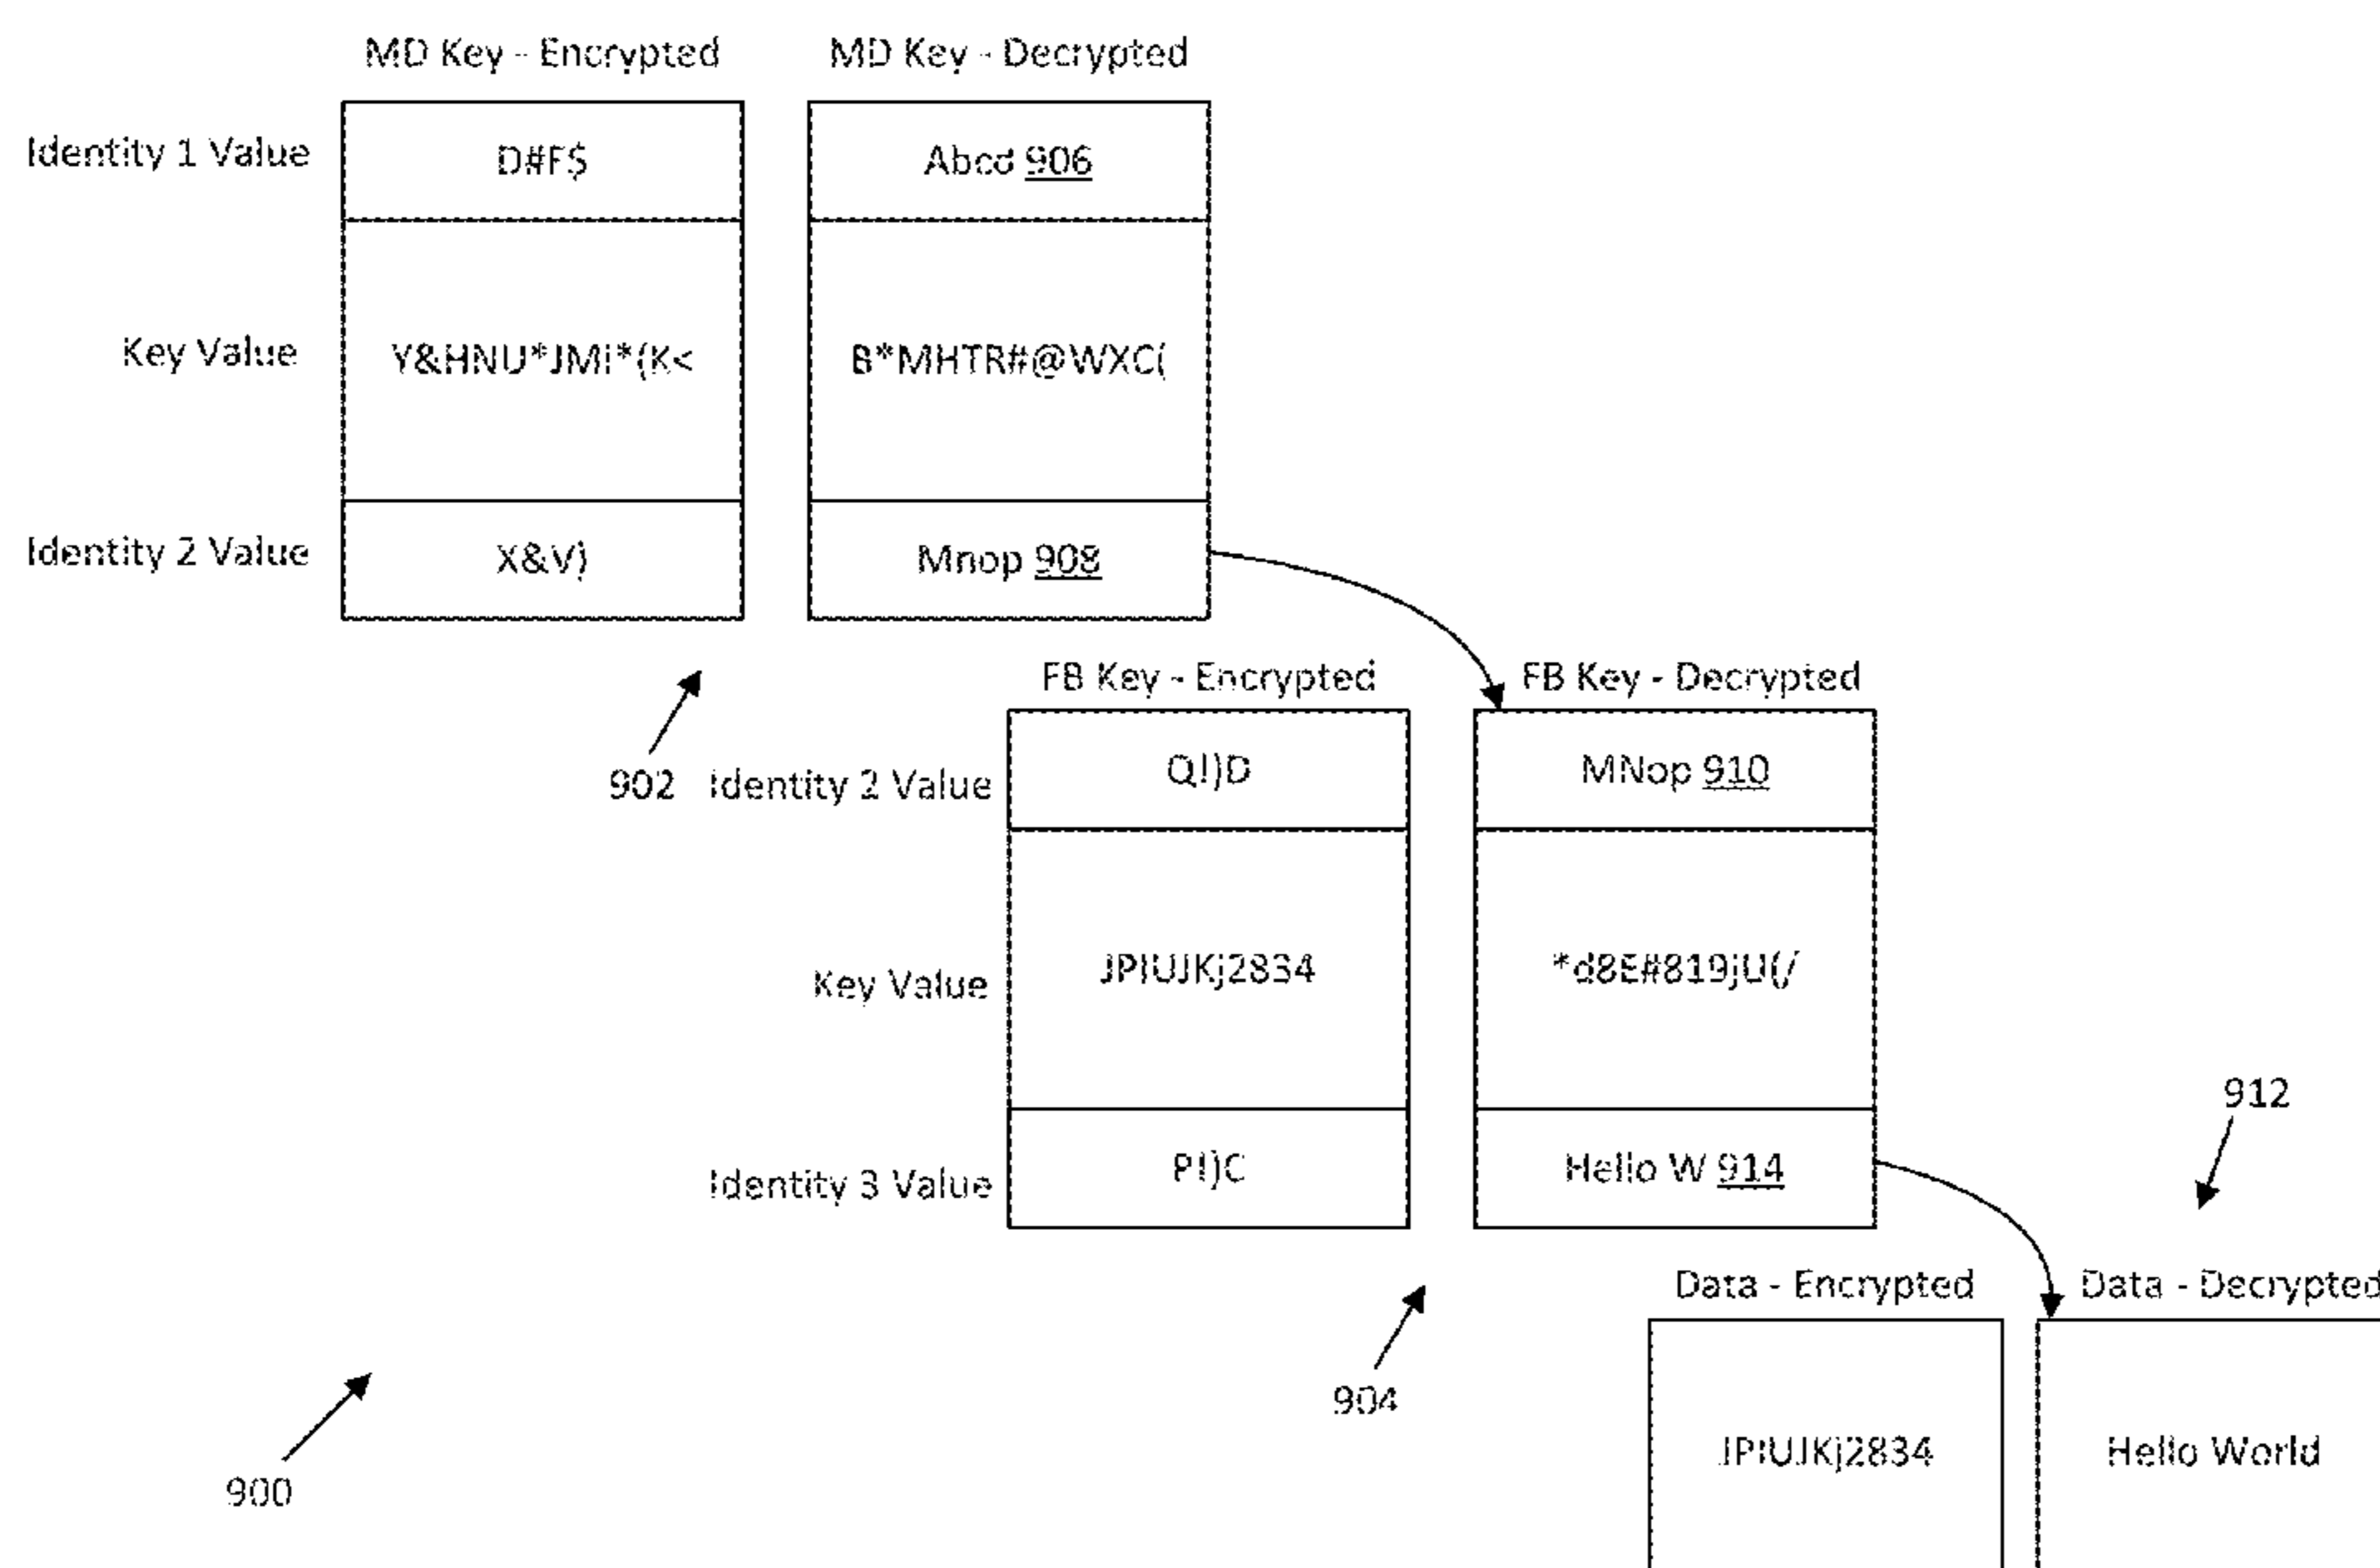 MD Key - Encrypted MD Key - Decrypted
Identity 1 Value D#F$ Abcd 906
Key Value Y&HNU*JMI*(K< B*MHTR#@WXC(
Identity 2 Value X&V) Mnop 908
FB Key - Encrypted FB Key - Decrypted
902 Identity 2 Value Q!)D MNop 910
Key Value JPIUJKj2834 *d8E#819jU(/
912
Identity 3 Value P!)C Hello W 914
Data - Encrypted Data - Decrypted
904
JPIUJKj2834 Hello World
900